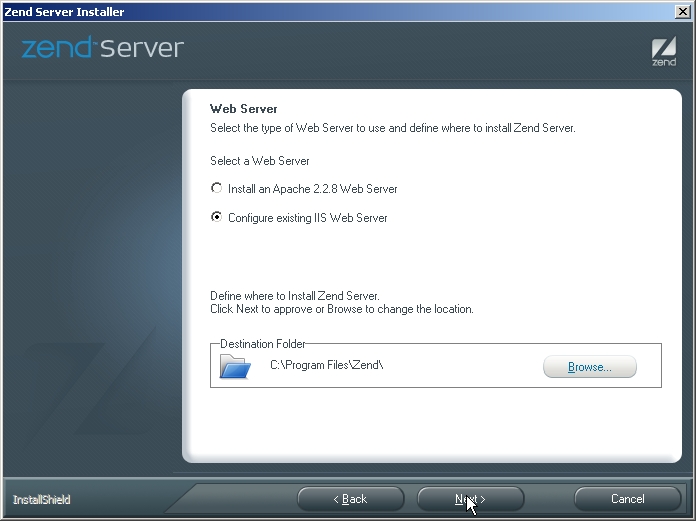 Zend Server Installer
zend Server
zend
Web Server
Select the type of Web Server to use and define where to install Zend Server.
Select a Web Server
Install an Apache 2.2.8 Web Server
Configure existing IIS Web Server
Define where to Install Zend Server.
Click Next to approve or Browse to change the location.
Destination Folder
C:\Program Files\Zend\
Browse...
InstallShield
< Back
Next >
Cancel